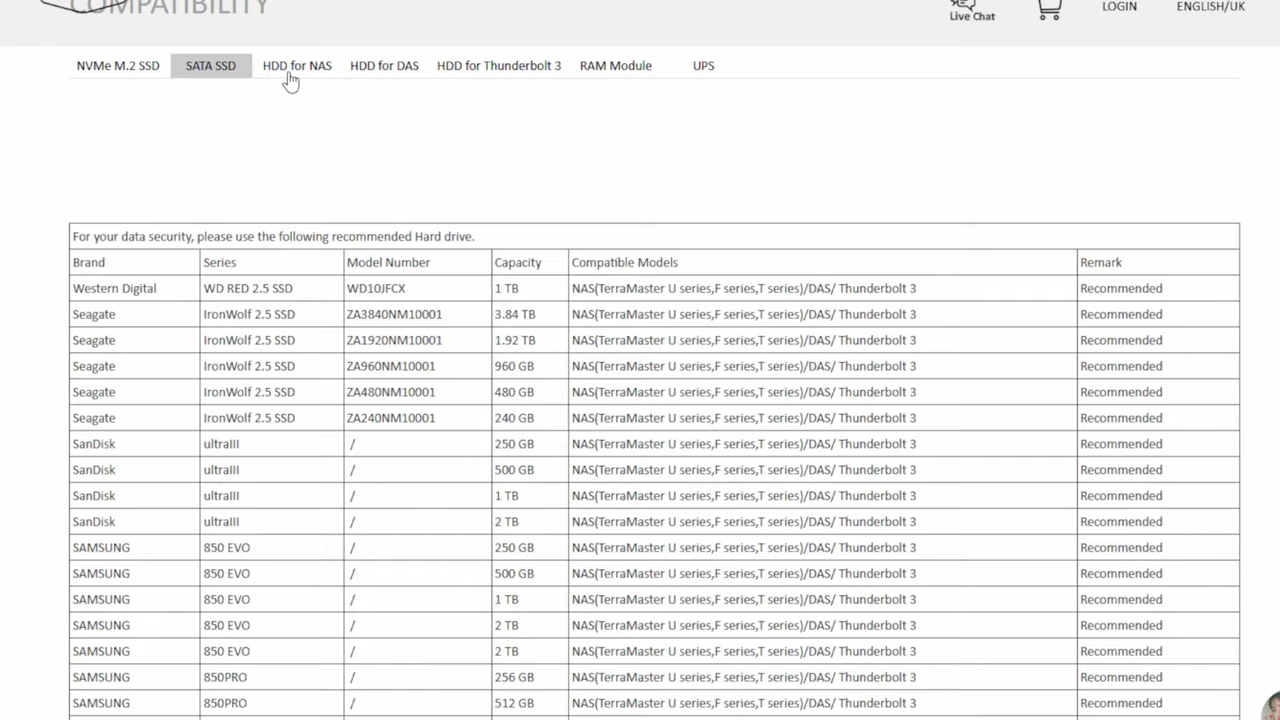 COMPATIBILITY
Live Chat LOGIN ENGLISH/UK
NVMe M.2 SSD SATA SSD HDD for NAS HDD for DAS HDD for Thunderbolt 3 RAM Module UPS
For your data security, please use the following recommended Hard drive.
Brand Series Model Number Capacity Compatible Models Remark
Western Digital WD RED 2.5 SSD WD10JFCX 1 TB NAS(TerraMaster U series,F series,T series)/DAS/ Thunderbolt 3 Recommended
Seagate IronWolf 2.5 SSD ZA3840NM10001 3.84 TB NAS(TerraMaster U series,F series,T series)/DAS/ Thunderbolt 3 Recommended
Seagate IronWolf 2.5 SSD ZA1920NM10001 1.92 TB NAS(TerraMaster U series,F series,T series)/DAS/ Thunderbolt 3 Recommended
Seagate IronWolf 2.5 SSD ZA960NM10001 960 GB NAS(TerraMaster U series,F series,T series)/DAS/ Thunderbolt 3 Recommended
Seagate IronWolf 2.5 SSD ZA480NM10001 480 GB NAS(TerraMaster U series,F series,T series)/DAS/ Thunderbolt 3 Recommended
Seagate IronWolf 2.5 SSD ZA240NM10001 240 GB NAS(TerraMaster U series,F series,T series)/DAS/ Thunderbolt 3 Recommended
SanDisk ultraIII / 250 GB NAS(TerraMaster U series,F series,T series)/DAS/ Thunderbolt 3 Recommended
SanDisk ultraIII / 500 GB NAS(TerraMaster U series,F series,T series)/DAS/ Thunderbolt 3 Recommended
SanDisk ultraIII / 1 TB NAS(TerraMaster U series,F series,T series)/DAS/ Thunderbolt 3 Recommended
SanDisk ultraIII / 2 TB NAS(TerraMaster U series,F series,T series)/DAS/ Thunderbolt 3 Recommended
SAMSUNG 850 EVO / 250 GB NAS(TerraMaster U series,F series,T series)/DAS/ Thunderbolt 3 Recommended
SAMSUNG 850 EVO / 500 GB NAS(TerraMaster U series,F series,T series)/DAS/ Thunderbolt 3 Recommended
SAMSUNG 850 EVO / 1 TB NAS(TerraMaster U series,F series,T series)/DAS/ Thunderbolt 3 Recommended
SAMSUNG 850 EVO / 2 TB NAS(TerraMaster U series,F series,T series)/DAS/ Thunderbolt 3 Recommended
SAMSUNG 850 EVO / 2 TB NAS(TerraMaster U series,F series,T series)/DAS/ Thunderbolt 3 Recommended
SAMSUNG 850PRO / 256 GB NAS(TerraMaster U series,F series,T series)/DAS/ Thunderbolt 3 Recommended
SAMSUNG 850PRO / 512 GB NAS(TerraMaster U series,F series,T series)/DAS/ Thunderbolt 3 Recommended